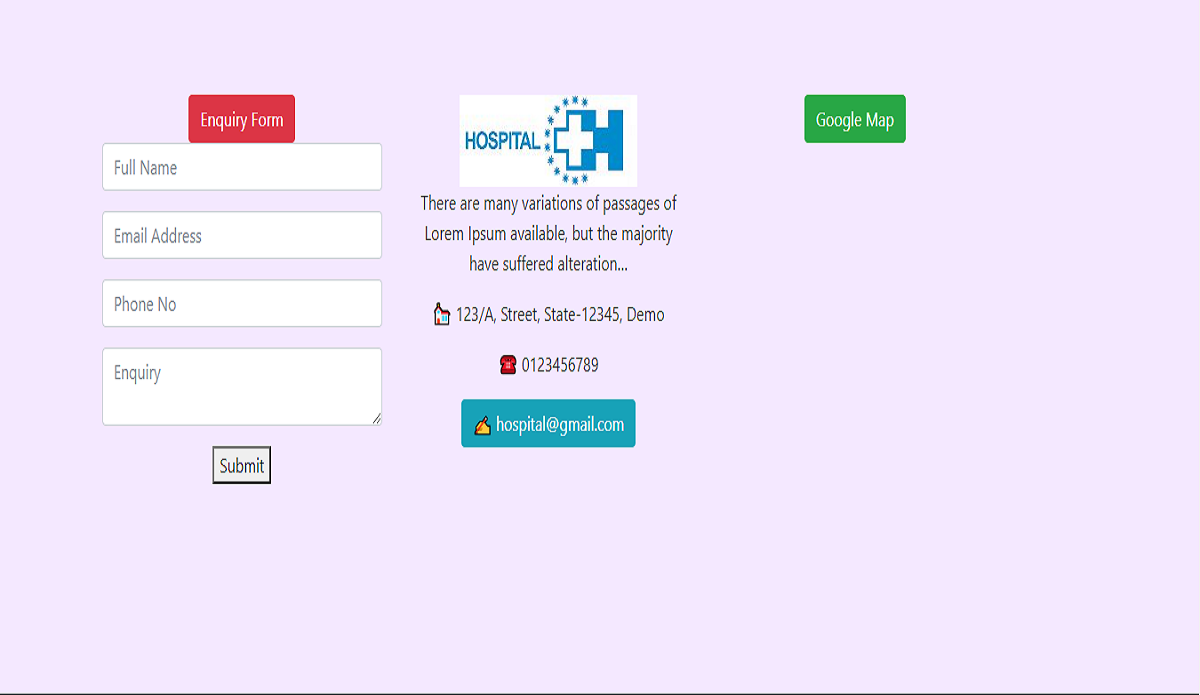 Enquiry Form
Full Name
Email Address
Phone No
Enquiry
Submit
HOSPITAL
There are many variations of passages of
Lorem Ipsum available, but the majority
have suffered alteration...
123/A, Street, State-12345, Demo
0123456789
hospital@gmail.com
Google Map